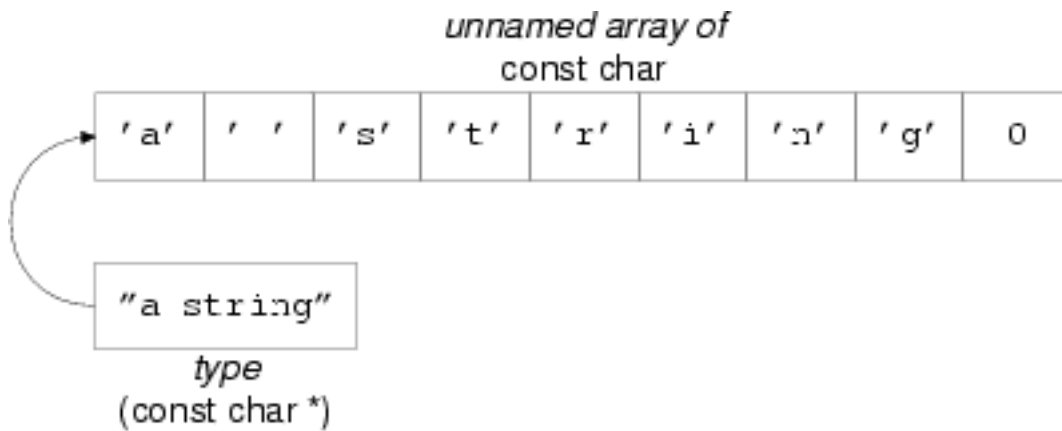 unnamed array of
const char
'a' ' ' 's' 't' 'r' 'i' 'n' 'g' 0
"a string"
type
(const char *)